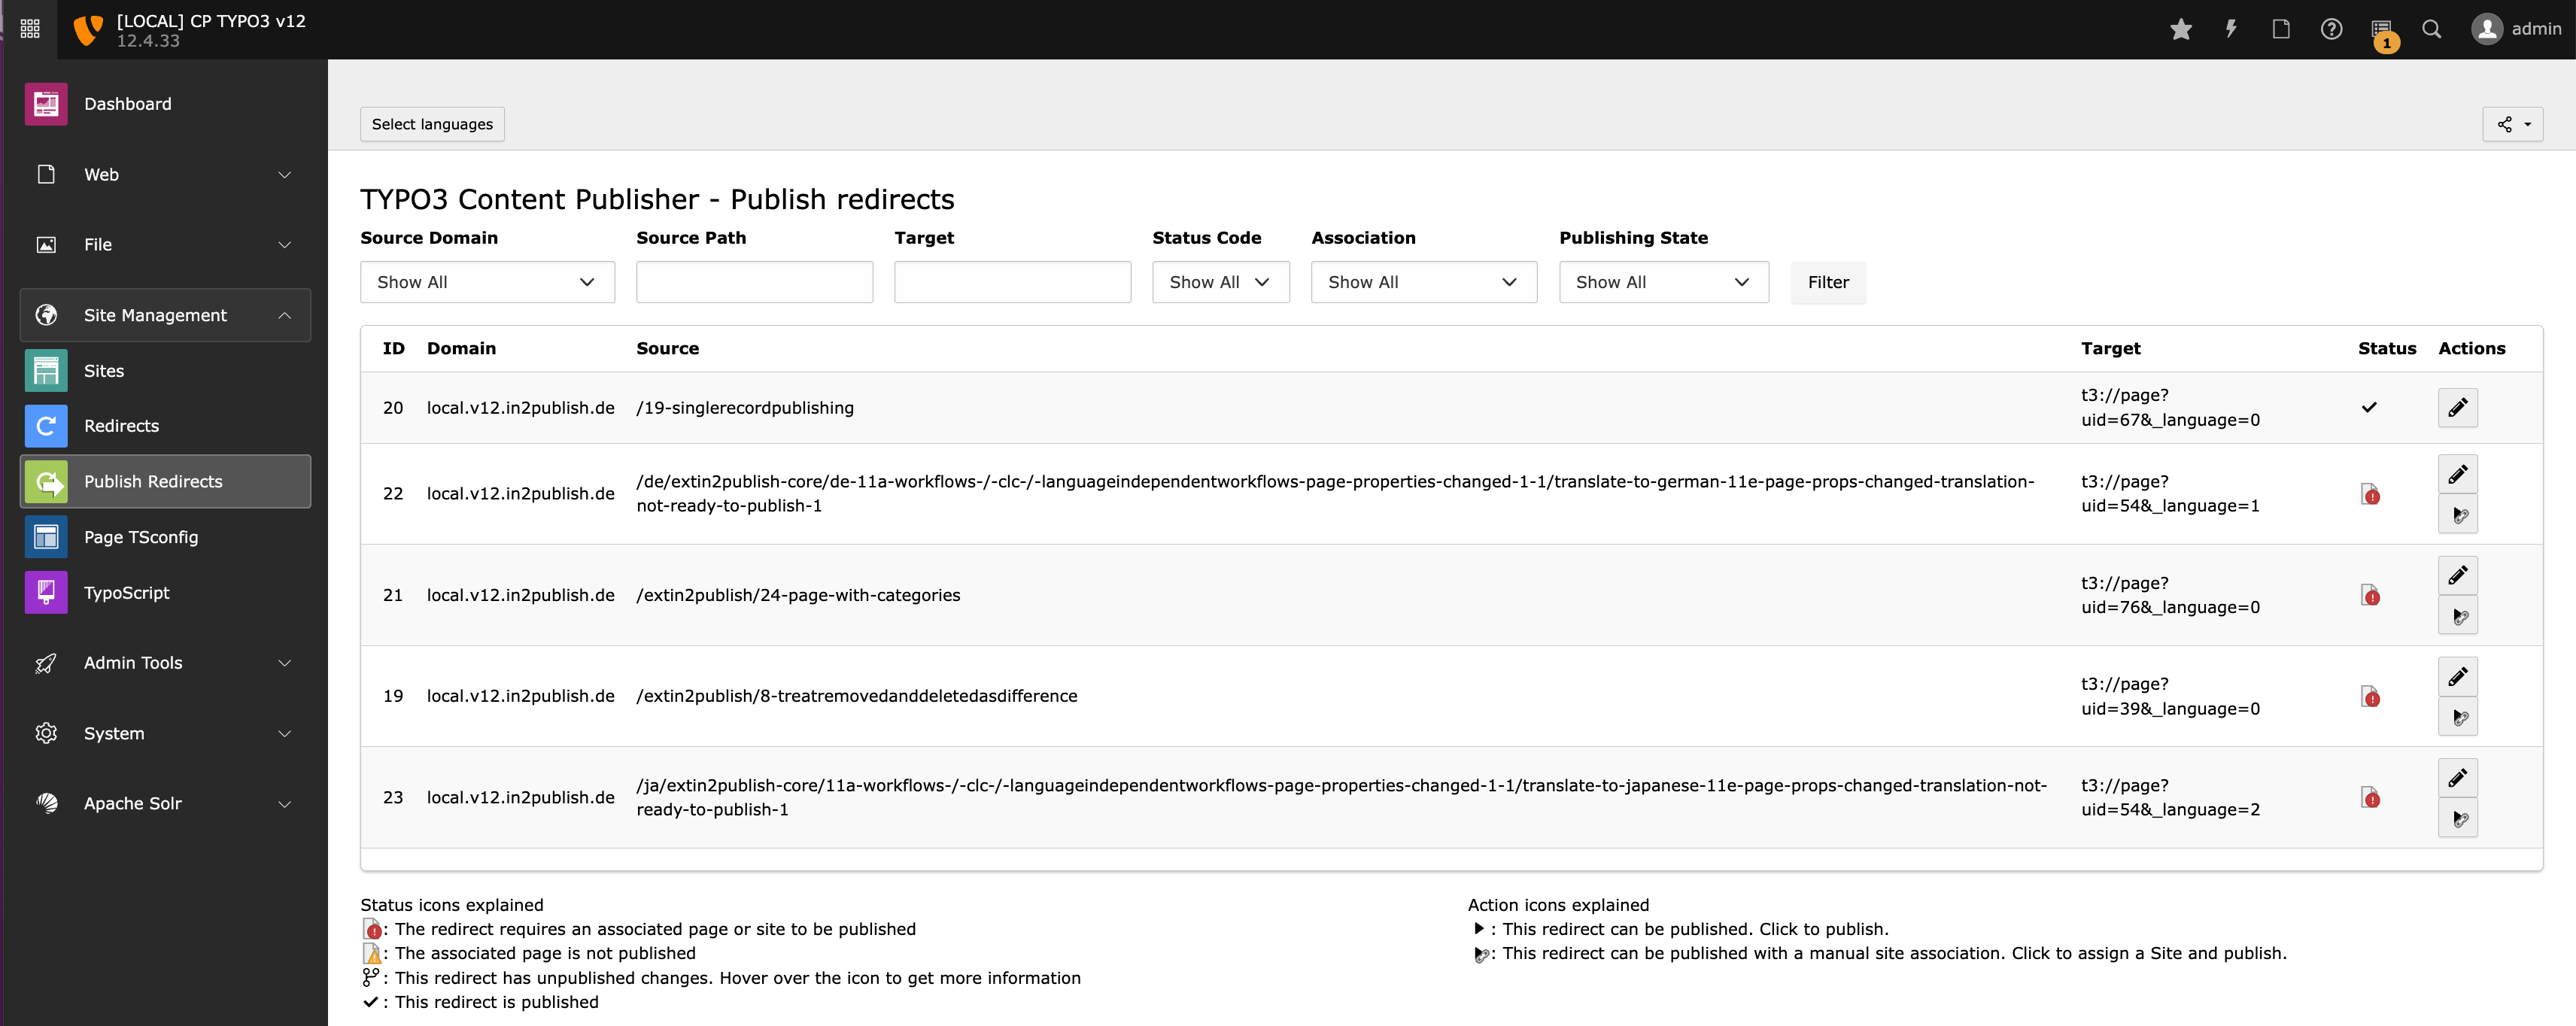 [LOCAL] CP TYPO3 v12
12.4.33
1
admin
Dashboard
Web
File
Site Management
Sites
Redirects
Publish Redirects
Page TSconfig
TypoScript
Admin Tools
System
Apache Solr
Select languages
TYPO3 Content Publisher - Publish redirects
Source Domain Source Path Target Status Code Association Publishing State
Show All Show All Show All Show All Filter
ID Domain Source Target Status Actions
20 local.v12.in2publish.de /19-singlerecordpublishing t3://page?
uid=67&_language=0
22 local.v12.in2publish.de /de/extin2publish-core/de-11a-workflows-/-clc-/-languageindependentworkflows-page-properties-changed-1-1/translate-to-german-11e-page-props-changed-translation- t3://page?
not-ready-to-publish-1 uid=54&_language=1
21 local.v12.in2publish.de /extin2publish/24-page-with-categories t3://page?
uid=76&_language=0
19 local.v12.in2publish.de /extin2publish/8-treatremovedanddeletedasdifference t3://page?
uid=39&_language=0
23 local.v12.in2publish.de /ja/extin2publish-core/11a-workflows-/-clc-/-languageindependentworkflows-page-properties-changed-1-1/translate-to-japanese-11e-page-props-changed-translation-not- t3://page?
ready-to-publish-1 uid=54&_language=2
Status icons explained
: The redirect requires an associated page or site to be published
: The associated page is not published
: This redirect has unpublished changes. Hover over the icon to get more information
: This redirect is published
Action icons explained
: This redirect can be published. Click to publish.
: This redirect can be published with a manual site association. Click to assign a Site and publish.